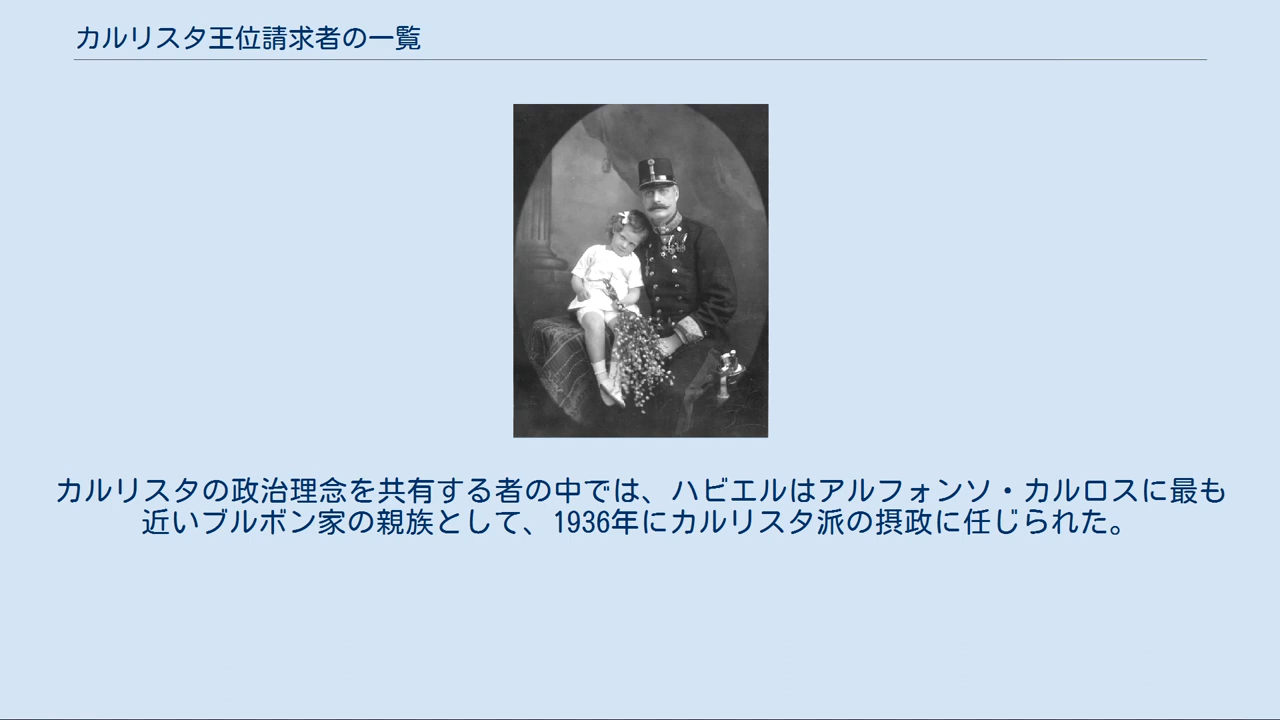 カルリスタ王位請求者の一覧
カルリスタの政治理念を共有する者の中では、ハビエルはアルフォンソ・カルロスに最も
近いブルボン家の親族として、1936年にカルリスタ派の摂政に任じられた。